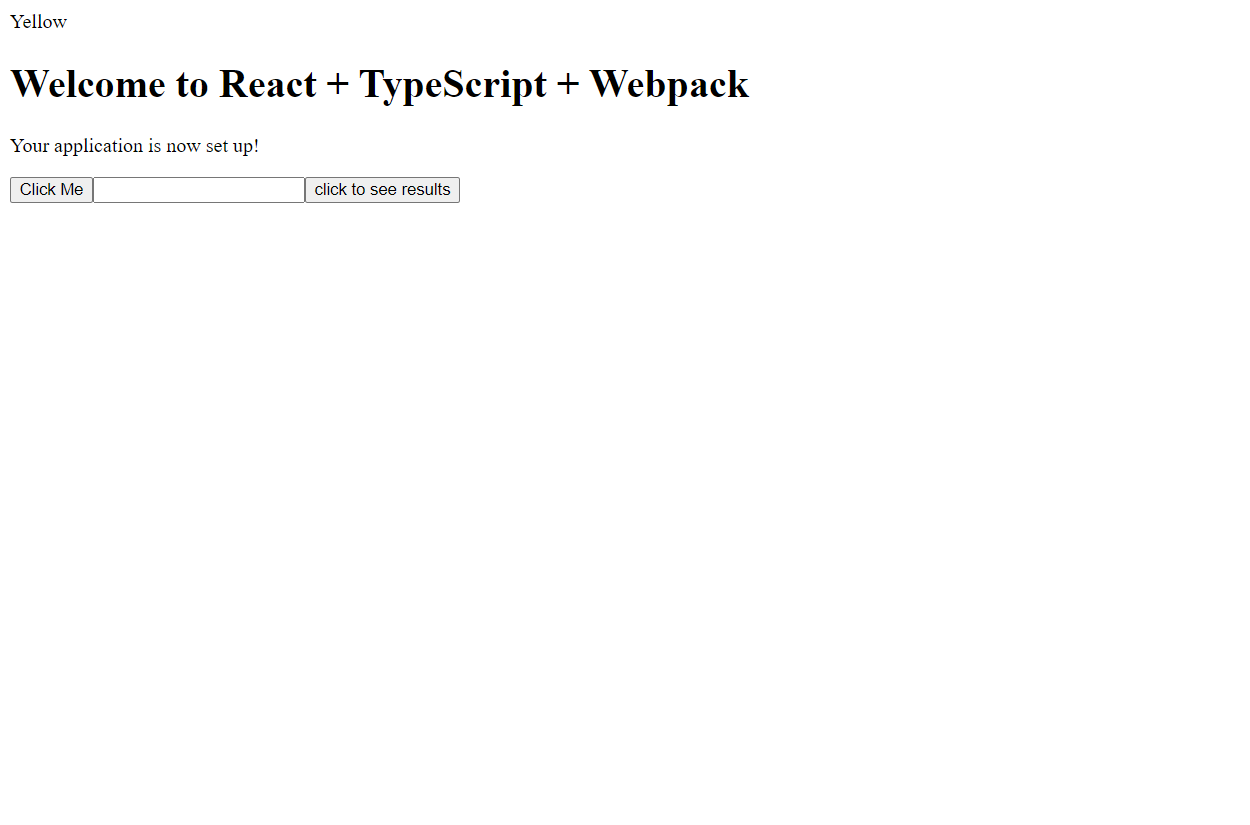 Yellow
Welcome to React + TypeScript + Webpack
Your application is now set up!
Click Me click to see results